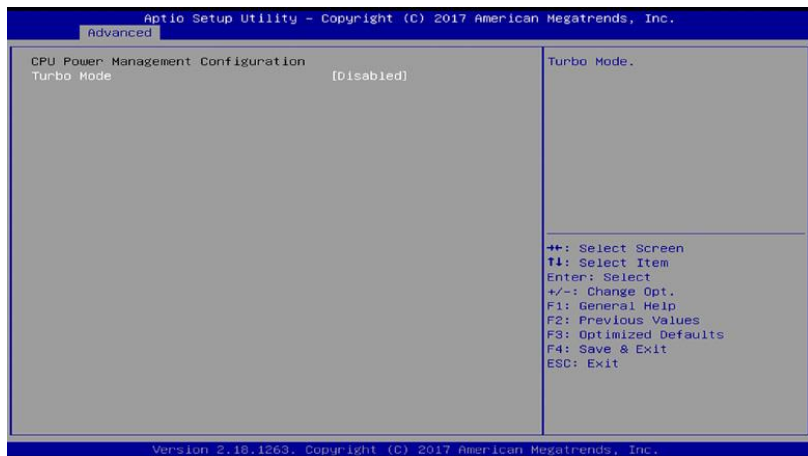 Aptio Setup Utility – Copyright (C) 2017 American Megatrends, Inc.
Advanced
CPU Power Management Configuration
Turbo Mode [Disabled]
Turbo Mode.
→←: Select Screen
↑↓: Select Item
Enter: Select
+/-: Change Opt.
F1: General Help
F2: Previous Values
F3: Optimized Defaults
F4: Save & Exit
ESC: Exit
Version 2.18.1263. Copyright (C) 2017 American Megatrends, Inc.